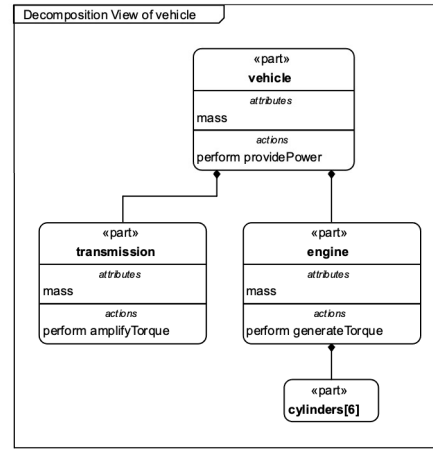 Decomposition View of vehicle
«part»
vehicle
attributes
mass
actions
perform providePower
«part»
transmission
attributes
mass
actions
perform amplifyTorque
«part»
engine
attributes
mass
actions
perform generateTorque
«part»
cylinders[6]